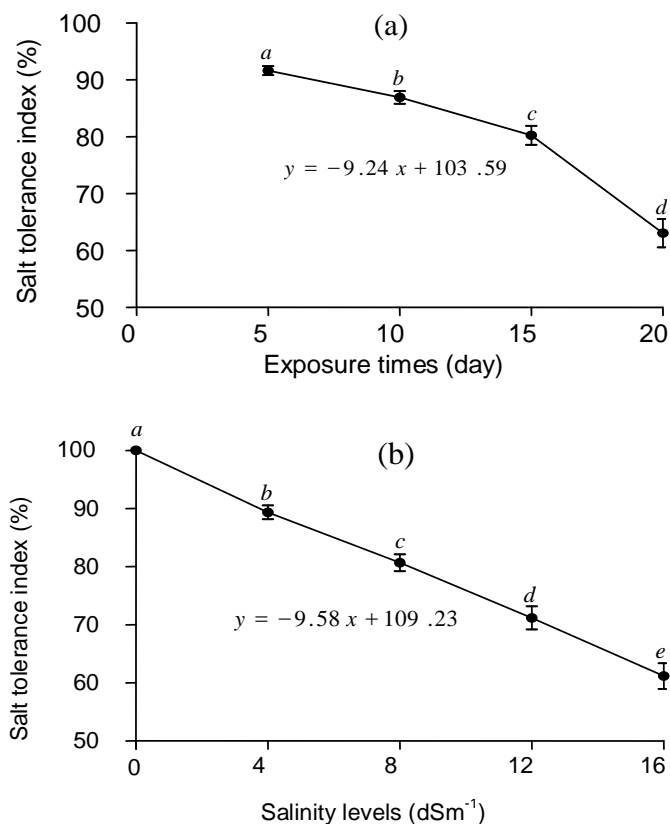 (a)
Salt tolerance index (%)
100
90
80
70
60
50
a
b
c
d
y = −9.24 x + 103 .59
0 5 10 15 20
Exposure times (day)
(b)
Salt tolerance index (%)
100
90
80
70
60
50
a
b
c
d
e
y = −9.58 x + 109 .23
0 4 8 12 16
Salinity levels (dSm⁻¹)